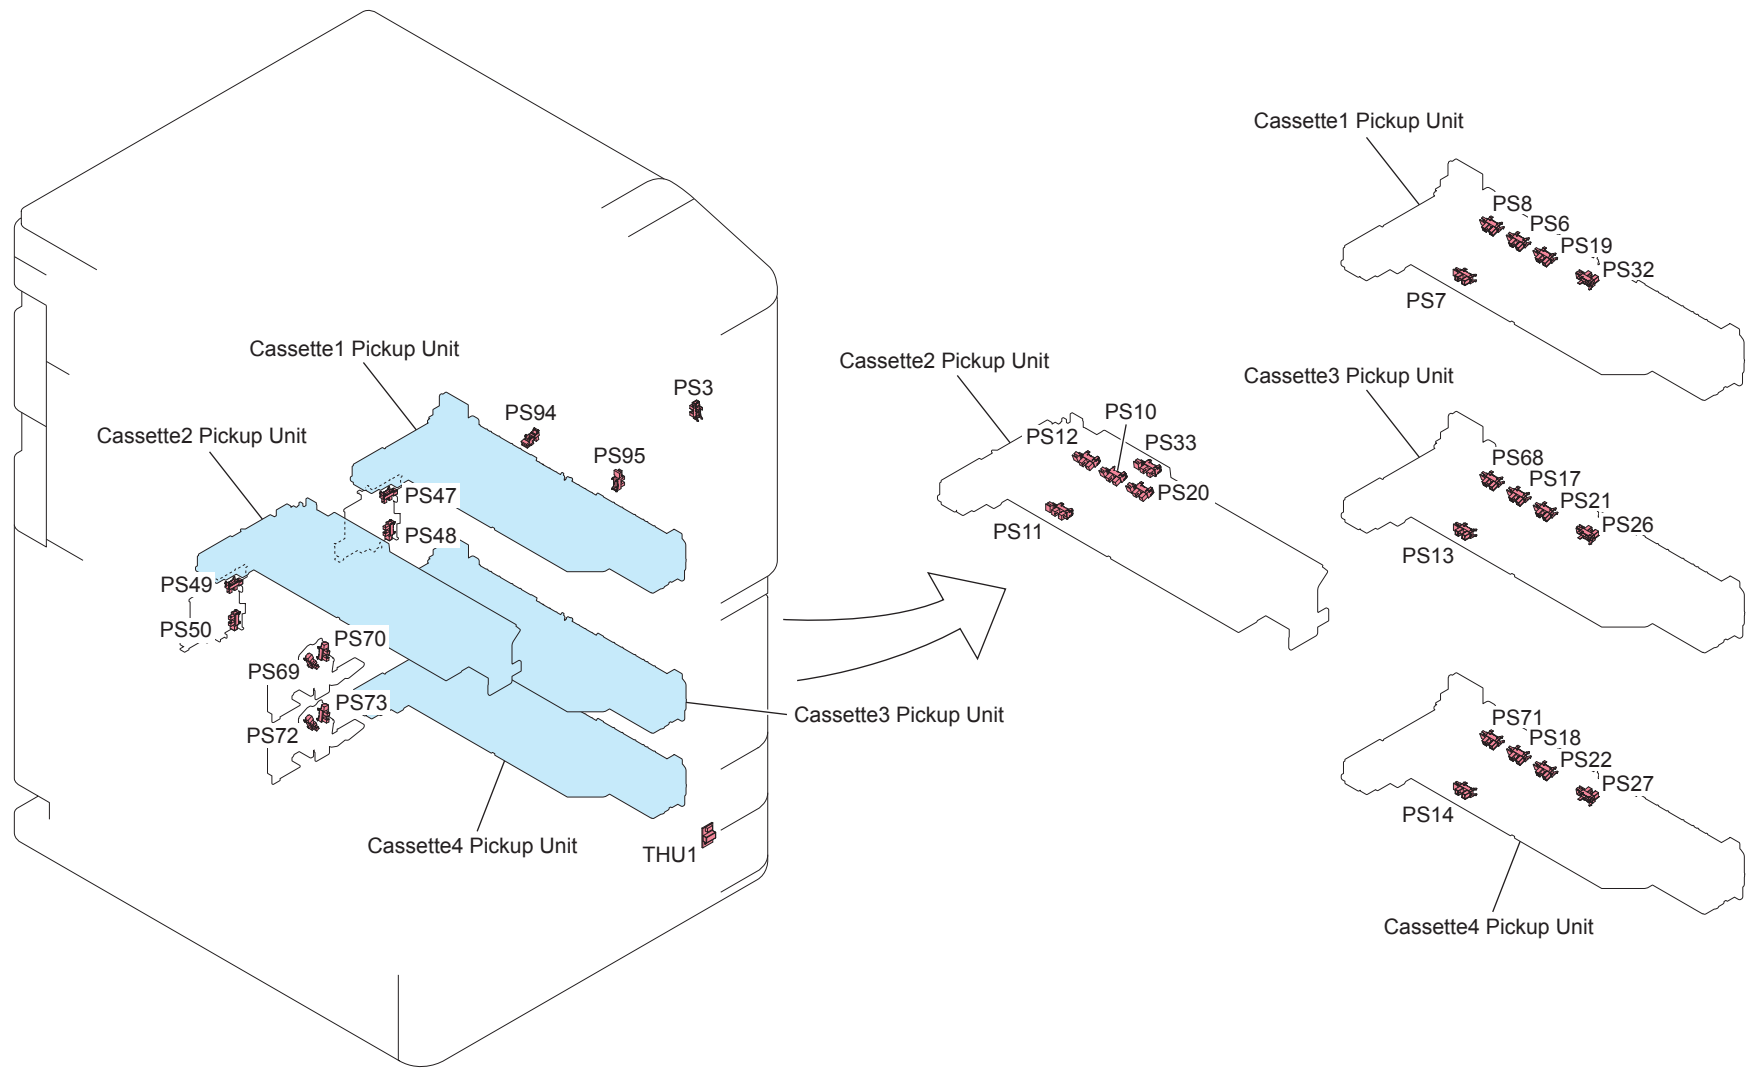 Cassette1 Pickup Unit
PS8
PS6
PS19
PS32
PS7
Cassette1 Pickup Unit
Cassette2 Pickup Unit
PS3
PS94
PS95
PS47
PS48
PS49
PS50
PS70
PS69
PS73
PS72
Cassette3 Pickup Unit
Cassette4 Pickup Unit
THU1
Cassette2 Pickup Unit
PS10
PS12
PS33
PS20
PS11
Cassette3 Pickup Unit
PS68
PS17
PS21
PS26
PS13
PS71
PS18
PS22
PS27
PS14
Cassette4 Pickup Unit